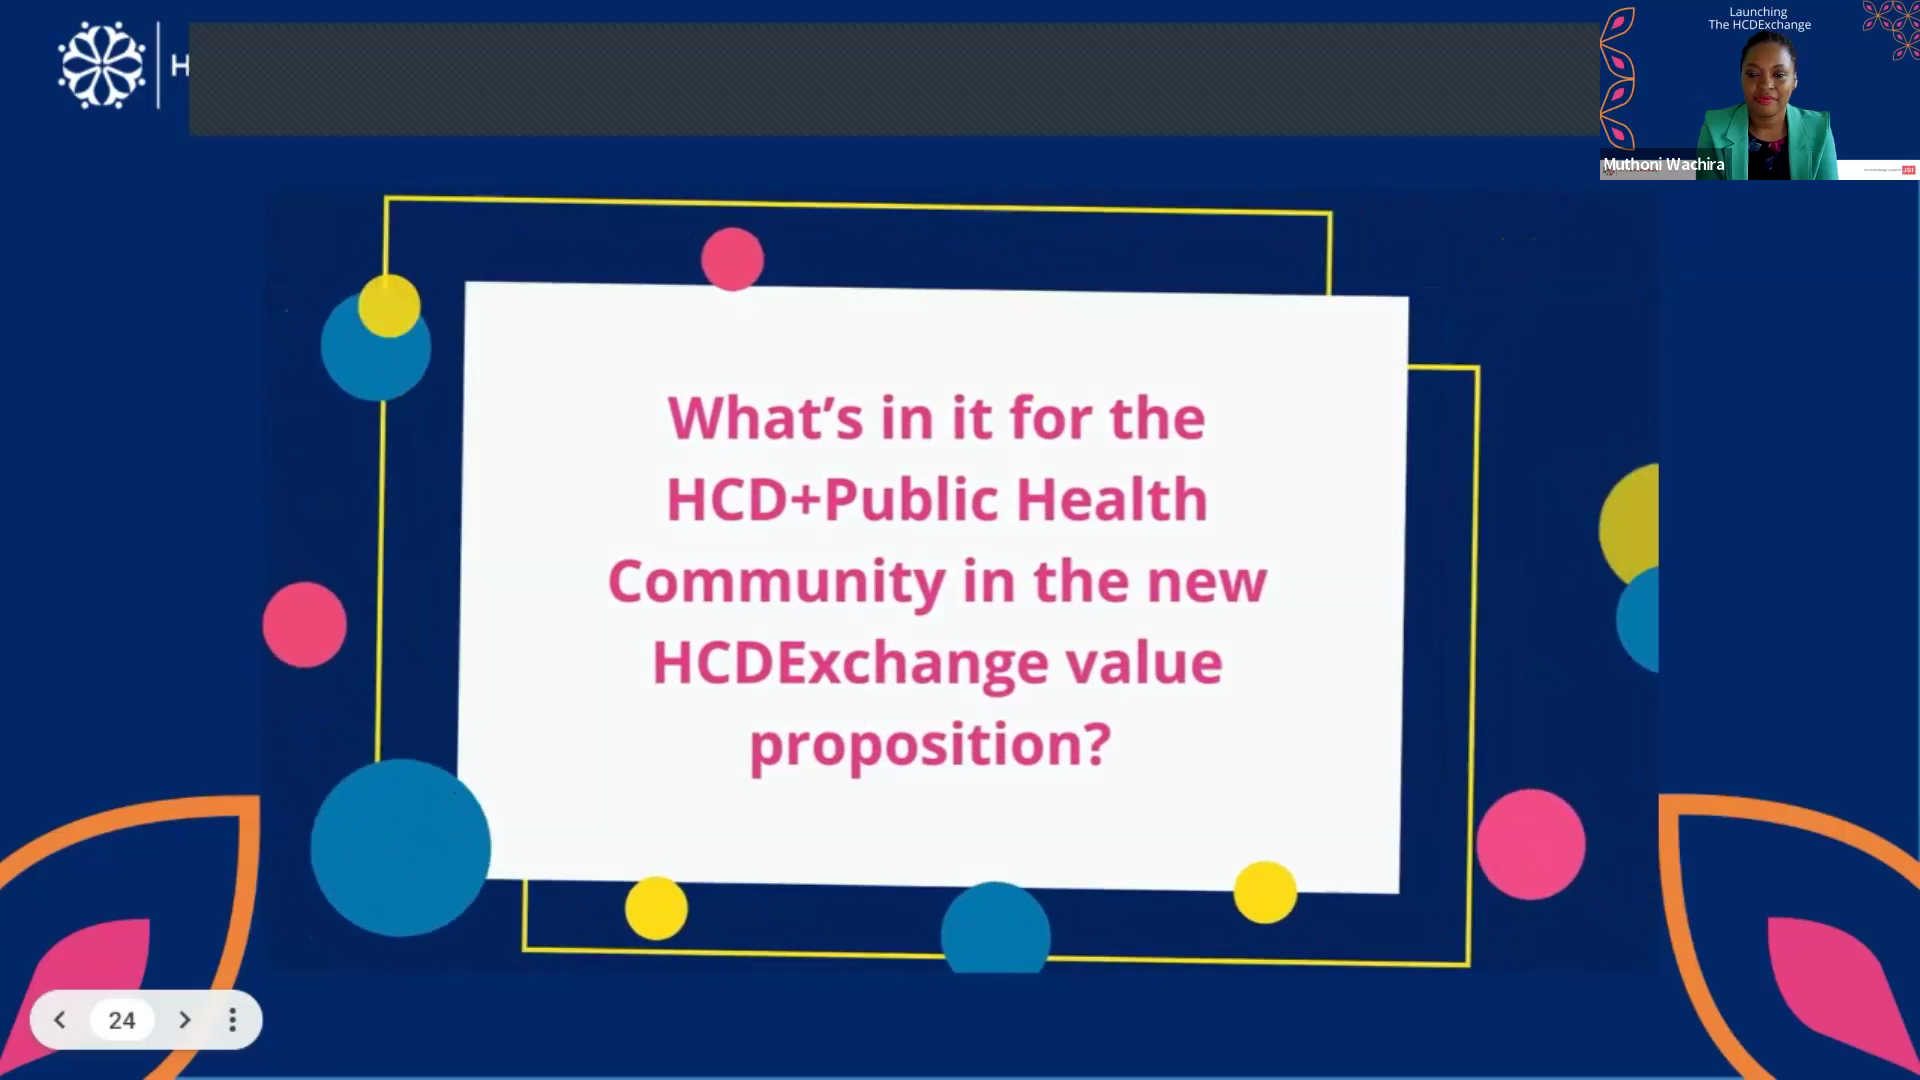 H
Launching
The HCDExchange
Muthoni Wachira
JSI
What’s in it for the
HCD+Public Health
Community in the new
HCDExchange value
proposition?
24